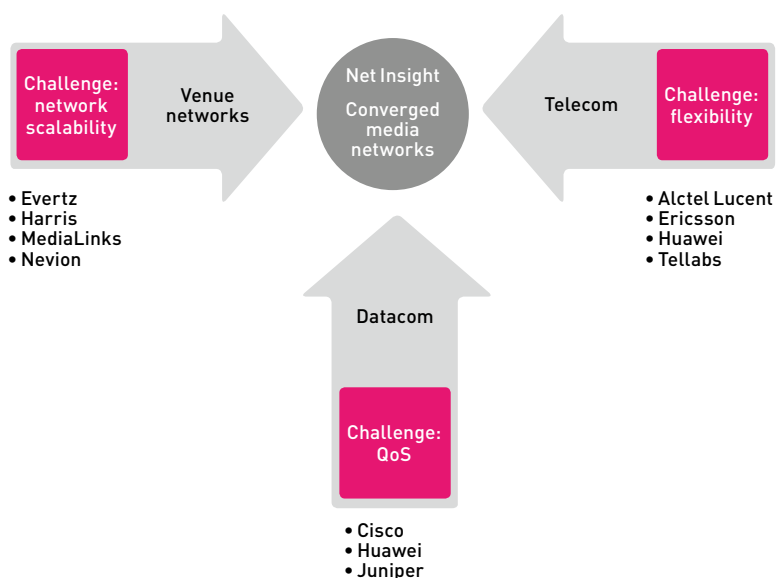 Challenge:
network
scalability
Venue
networks
Net Insight
Converged
media
networks
Telecom
Challenge:
flexibility
• Evertz
• Harris
• MediaLinks
• Nevion
• Alctel Lucent
• Ericsson
• Huawei
• Tellabs
Datacom
Challenge:
QoS
• Cisco
• Huawei
• Juniper